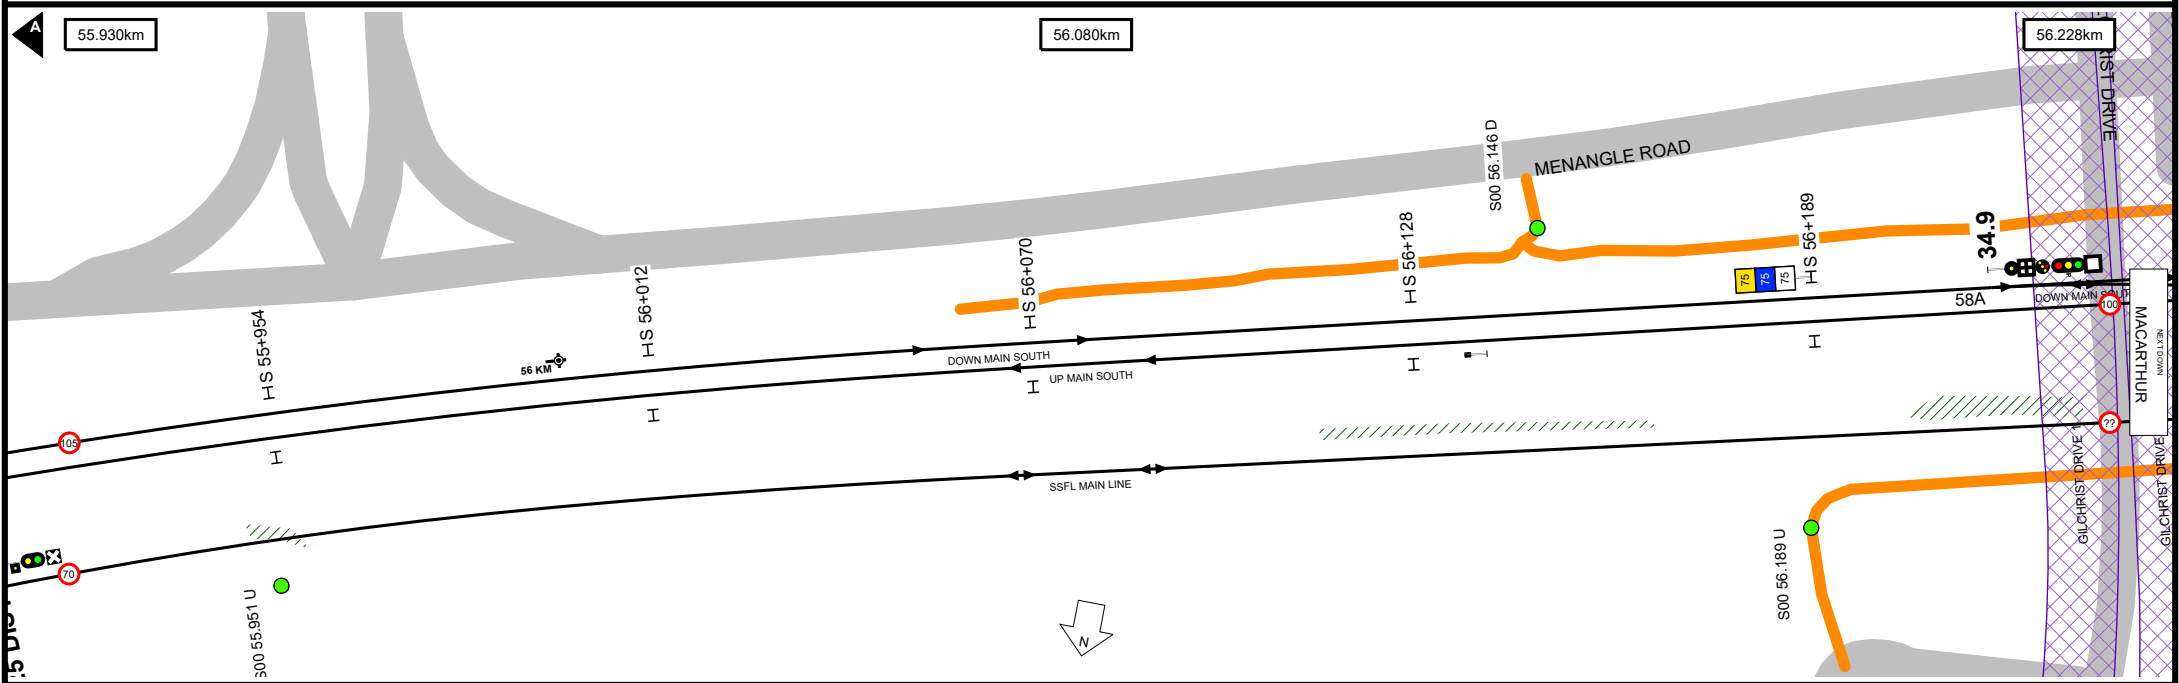 A
55.930km
56.080km
56.228km
RIST DRIVE
S00 56.146 D
MENANGLE ROAD
HS 55+954
HS 56+012
HS 56+070
HS 56+128
HS 56+189
34.9
75
75
75
58A
DOWN MAIN SOUTH
100
56 KM
DOWN MAIN SOUTH
UP MAIN SOUTH
MACARTHUR
NEXT DOWN
105
??
SSFL MAIN LINE
GILCHRIST DRIVE
GILCHRIST DRIVE
70
S00 55.951 U
S00 56.189 U
N